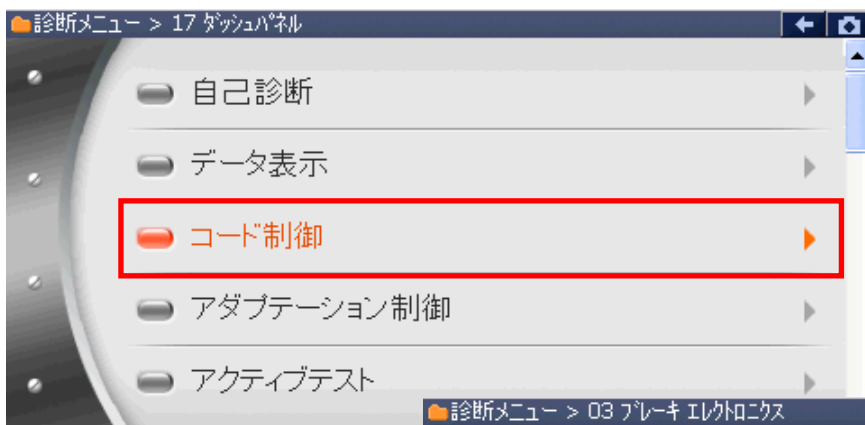 診断メニュー > 17 ﾀﾞｯｼｭﾊﾟﾈﾙ
自己診断
データ表示
コード制御
アダプテーション制御
アクティブテスト
診断メニュー > 03 ﾌﾞﾚｰｷ ｴﾚｸﾄﾛﾆｸｽ